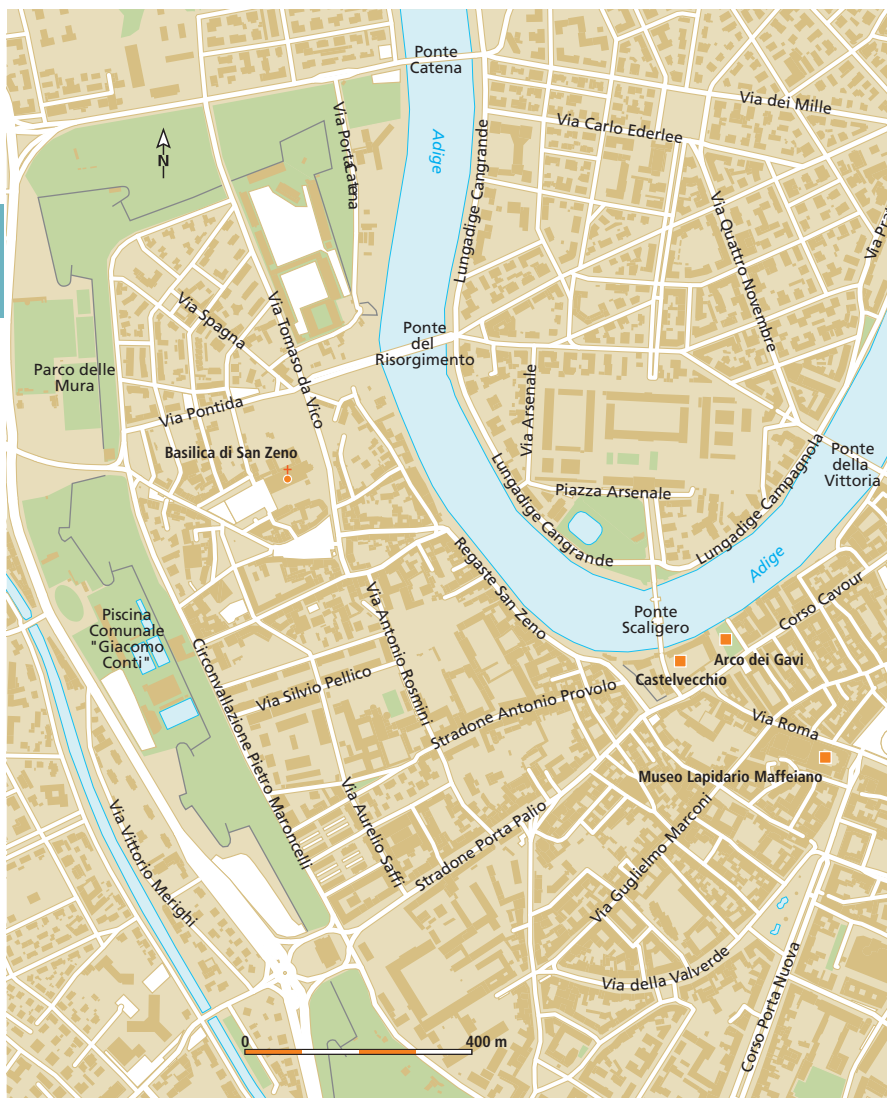 Ponte
Catena
Via dei Mille
Via Carlo Ederlee
Via Porta Catena
Adige
Lungadige Cangrande
N
Via Quattro Novembre
Via Spagna
Via Tomaso da Vico
Ponte
del
Risorgimento
Parco delle
Mura
Via Pontida
Via Arsenale
Basilica di San Zeno
Ponte
della
Vittoria
Piazza Arsenale
Lungadige Cangrande
Lungadige Campagnola
Adige
Regaste San Zeno
Corso Cavour
Ponte
Scaligero
Piscina
Comunale
"Giacomo
Conti"
Via Antonio Rosmini
Arco dei Gavi
Castelvecchio
Circonvallazione Pietro Maroncelli
Via Silvio Pellico
Stradone Antonio Provolo
Via Roma
Museo Lapidario Maffeiano
Via Aurelio Saffi
Stradone Porta Palio
Via Guglielmo Marconi
Via Vittorio Merighi
Via della Valverde
Corso Porta Nuova
0 400 m